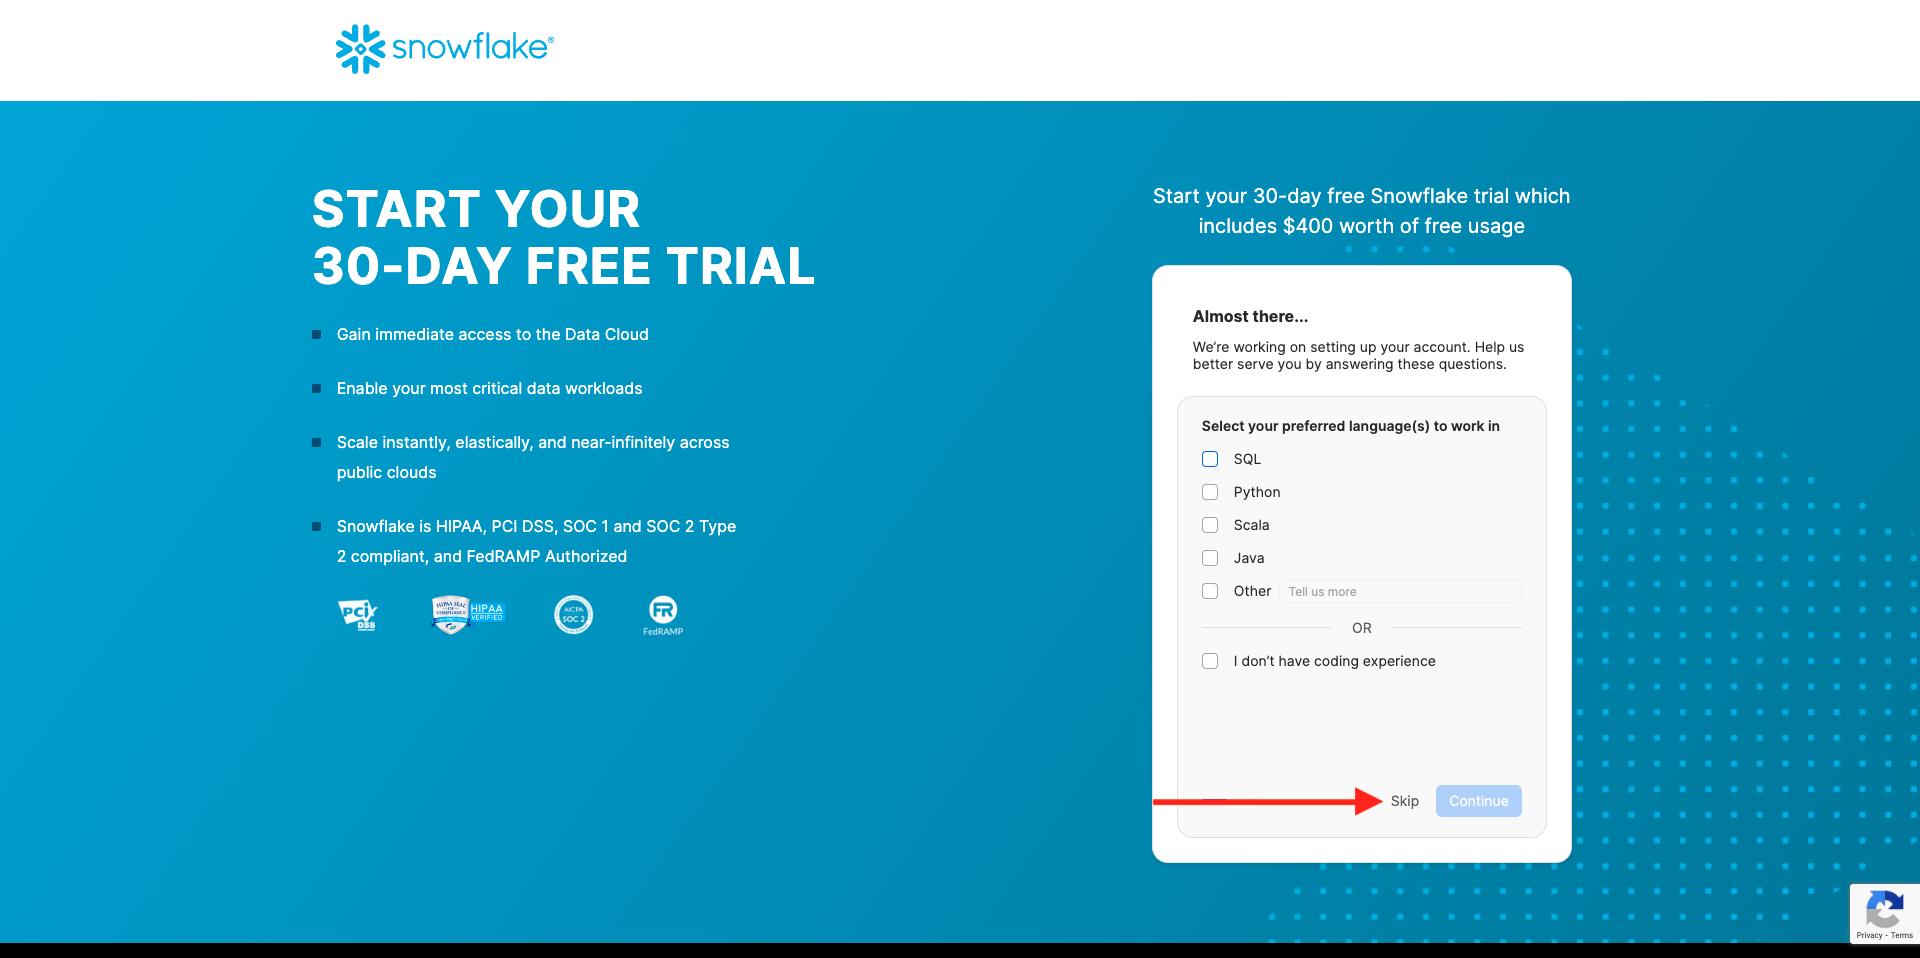 snowflake®
START YOUR
30-DAY FREE TRIAL
Gain immediate access to the Data Cloud
Enable your most critical data workloads
Scale instantly, elastically, and near-infinitely across
public clouds
Snowflake is HIPAA, PCI DSS, SOC 1 and SOC 2 Type
2 compliant, and FedRAMP Authorized
PCI
DSS
HIPAA SEAL
OF
COMPLIANCE
HIPAA
VERIFIED
AICPA
SOC 2
FR
FedRAMP
Start your 30-day free Snowflake trial which
includes $400 worth of free usage
Almost there...
We’re working on setting up your account. Help us
better serve you by answering these questions.
Select your preferred language(s) to work in
SQL
Python
Scala
Java
Other Tell us more
OR
I don’t have coding experience
Skip Continue
Privacy - Terms